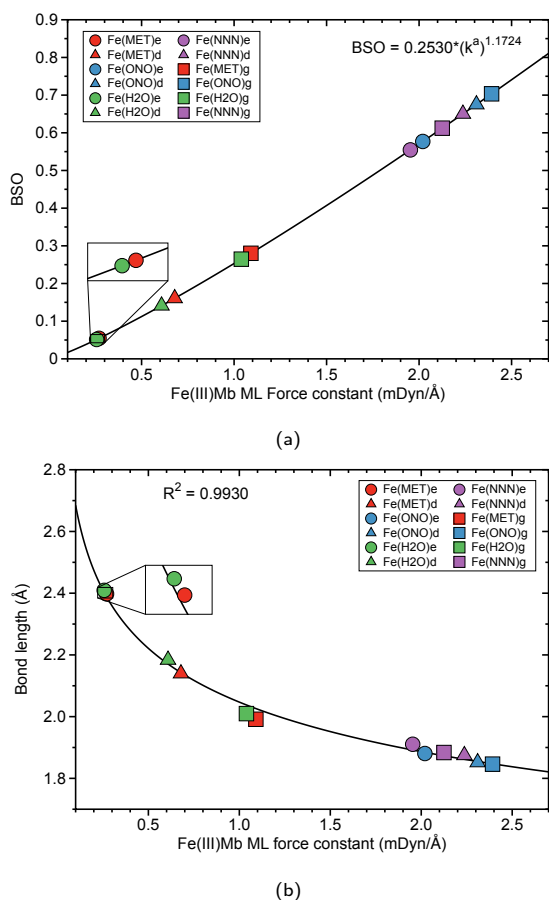 Fe(MET)e Fe(NNN)e
Fe(MET)d Fe(NNN)d
Fe(ONO)e Fe(MET)g
Fe(ONO)d Fe(ONO)g
Fe(H2O)e Fe(H2O)g
Fe(H2O)d Fe(NNN)g
BSO = 0.2530*(kᵃ)¹·¹⁷²⁴
0.8
0.7
0.6
0.5
0.4
0.3
0.2
0.1
0
BSO
0.5 1.0 1.5 2.0 2.5
Fe(III)Mb ML Force constant (mDyn/Å)
(a)
R² = 0.9930
Fe(MET)e Fe(NNN)e
Fe(MET)d Fe(NNN)d
Fe(ONO)e Fe(MET)g
Fe(ONO)d Fe(ONO)g
Fe(H2O)e Fe(H2O)g
Fe(H2O)d Fe(NNN)g
2.8
2.6
2.4
2.2
2.0
1.8
Bond length (Å)
0.5 1.0 1.5 2.0 2.5
Fe(III)Mb ML force constant (mDyn/Å)
(b)